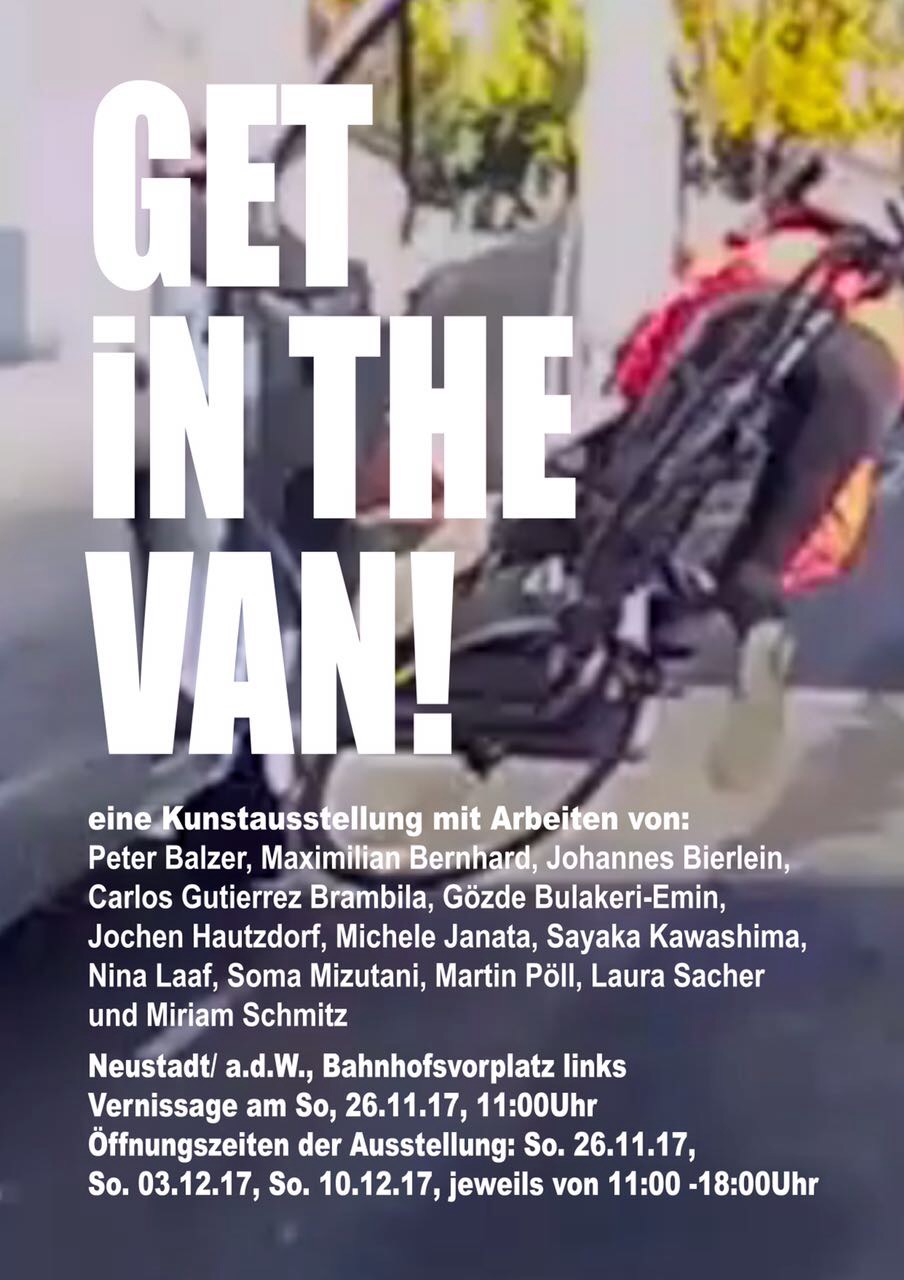 GET
iN THE
VAN!
eine Kunstausstellung mit Arbeiten von:
Peter Balzer, Maximilian Bernhard, Johannes Bierlein,
Carlos Gutierrez Brambila, Gözde Bulakeri-Emin,
Jochen Hautzdorf, Michele Janata, Sayaka Kawashima,
Nina Laaf, Soma Mizutani, Martin Pöll, Laura Sacher
und Miriam Schmitz
Neustadt/ a.d.W., Bahnhofsvorplatz links
Vernissage am So, 26.11.17, 11:00Uhr
Öffnungszeiten der Ausstellung: So. 26.11.17,
So. 03.12.17, So. 10.12.17, jeweils von 11:00 -18:00Uhr